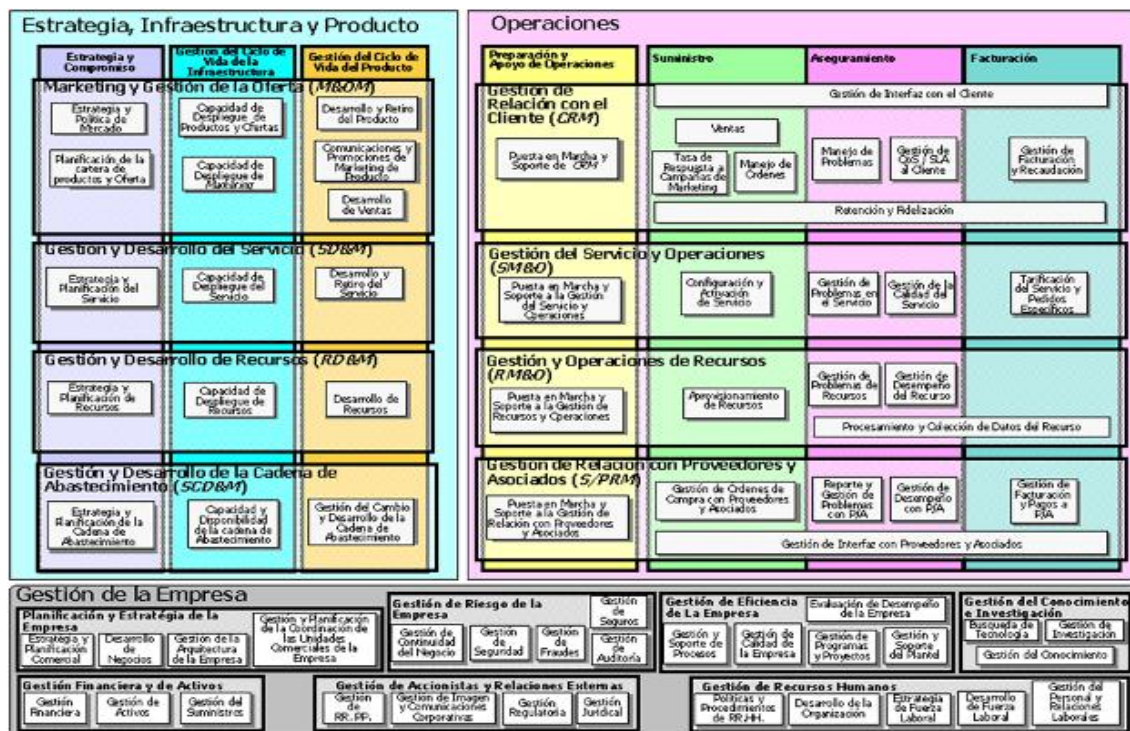 Estrategia, Infraestructura y Producto
Estrategia y
Compromiso
Gestión del Ciclo de
Vida de la
Infraestructura
Gestión del Ciclo de
Vida del Producto
Marketing y Gestión de la Oferta (M&OM)
Estrategia y
Política de
Mercado
Capacidad de
Despliegue de
Productos y Ofertas
Desarrollo y Retiro
del Producto
Planificación de la
cartera de
productos y Oferta
Capacidad de
Despliegue de
Marketing
Comunicaciones y
Promociones de
Marketing de
Producto
Desarrollo
de Ventas
Gestión y Desarrollo del Servicio (SD&M)
Estrategia y
Planificación del
Servicio
Capacidad de
Despliegue del
Servicio
Desarrollo y
Retiro del
Servicio
Gestión y Desarrollo de Recursos (RD&M)
Estrategia y
Planificación de
Recursos
Capacidad de
Despliegue de
Recursos
Desarrollo de
Recursos
Gestión y Desarrollo de la Cadena de
Abastecimiento (SCD&M)
Estrategia y
Planificación de la
Cadena de
Abastecimiento
Capacidad y
Disponibilidad
de la cadena de
Abastecimiento
Gestión del Cambio
y Desarrollo de la
Cadena de
Abastecimiento
Operaciones
Preparación y
Apoyo de Operaciones
Suministro
Aseguramiento
Facturación
Gestión de
Relación con el
Cliente (CRM)
Gestión de Interfaz con el Cliente
Puesta en Marcha y
Soporte de CRM
Ventas
Tasa de
Respuesta a
Campañas de
Marketing
Manejo de
Ordenes
Manejo de
Problemas
Gestión de
QoS / SLA
al Cliente
Gestión de
Facturación
y Recaudación
Retención y Fidelización
Gestión del Servicio y Operaciones
(SM&O)
Puesta en Marcha y
Soporte a la Gestión
del Servicio y
Operaciones
Configuración y
Activación
de Servicio
Gestión de
Problemas en
el Servicio
Gestión de la
Calidad del
Servicio
Tarificación
del Servicio y
Pedidos
Específicos
Gestión y Operaciones de Recursos
(RM&O)
Puesta en Marcha y
Soporte a la Gestión de
Recursos y Operaciones
Aprovisionamiento
de Recursos
Gestión de
Problemas de
Recursos
Gestión de
Desempeño
del Recurso
Procesamiento y Colección de Datos del Recurso
Gestión de Relación con Proveedores y
Asociados (S/PRM)
Puesta en Marcha y
Soporte a la Gestión de
Relación con Proveedores
y Asociados
Gestión de Ordenes de
Compra con Proveedores
y Asociados
Reporte y
Gestión de
Problemas
con P/A
Gestión de
Desempeño
con P/A
Gestión de
Facturación
y Pagos a
P/A
Gestión de Interfaz con Proveedores y Asociados
Gestión de la Empresa
Planificación y Estratégia de la
Empresa
Estrategia y
Planificación
Comercial
Desarrollo
de
Negocios
Gestión de la
Arquitectura
de la Empresa
Gestión y Planificación
de la Coordinación de
las Unidades
Comerciales de la
Empresa
Gestión de Riesgo de la
Empresa
Gestión de
Continuidad
del Negocio
Gestión
de
Seguridad
Gestión
de
Fraudes
Gestión
de
Seguros
Gestión
de
Auditoría
Gestión de Eficiencia
de La Empresa
Evaluación de Desempeño
de la Empresa
Gestión y
Soporte de
Procesos
Gestión de
Calidad de
la Empresa
Gestión de
Programas
y Proyectos
Gestión y
Soporte
del Plantel
Gestión del Conocimiento
e Investigación
Busqueda de
Tecnología
Gestión de
Investigación
Gestión del Conocimiento
Gestión Financiera y de Activos
Gestión
Financiera
Gestión de
Activos
Gestión del
Suministros
Gestión de Accionistas y Relaciones Externas
Gestión
de
RR.PP.
Gestión de Imagen
y Comunicaciones
Corporativas
Gestión
Regulatoria
Gestión
Juridical
Gestión de Recursos Humanos
Políticas y
Procedimientos
de RR.HH.
Desarrollo de la
Organización
Estrategia
de Fuerza
Laboral
Desarrollo
de Fuerza
Laboral
Gestión del
Personal y
Relaciones
Laborales